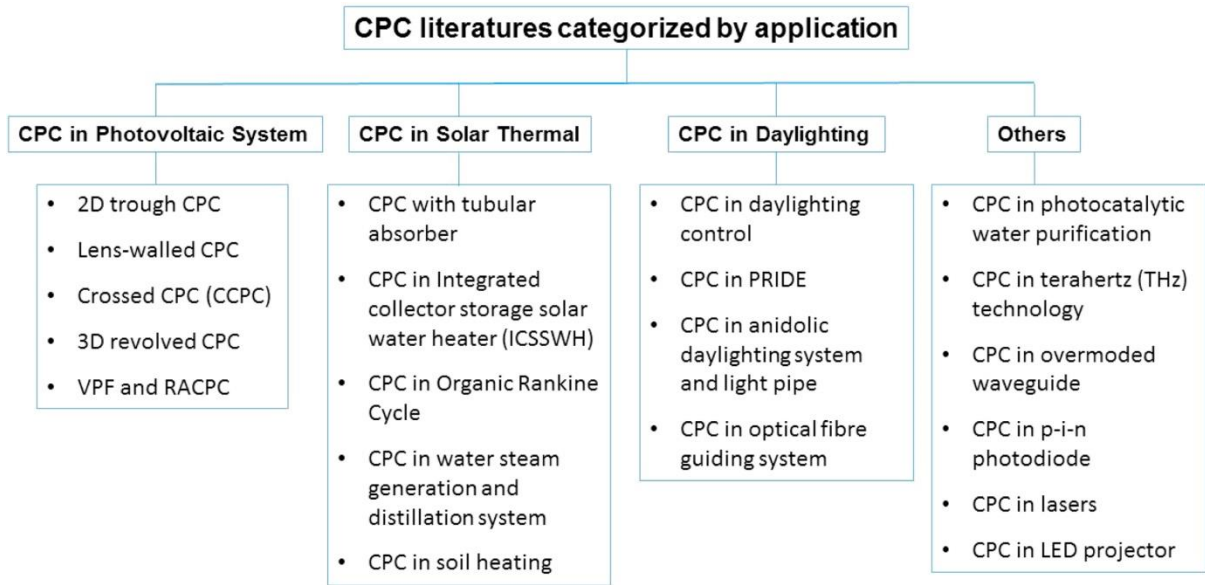 CPC literatures categorized by application
CPC in Photovoltaic System
• 2D trough CPC
• Lens-walled CPC
• Crossed CPC (CCPC)
• 3D revolved CPC
• VPF and RACPC
CPC in Solar Thermal
• CPC with tubular
absorber
• CPC in Integrated
collector storage solar
water heater (ICSSWH)
• CPC in Organic Rankine
Cycle
• CPC in water steam
generation and
distillation system
• CPC in soil heating
CPC in Daylighting
• CPC in daylighting
control
• CPC in PRIDE
• CPC in anidolic
daylighting system
and light pipe
• CPC in optical fibre
guiding system
Others
• CPC in photocatalytic
water purification
• CPC in terahertz (THz)
technology
• CPC in overmoded
waveguide
• CPC in p-i-n
photodiode
• CPC in lasers
• CPC in LED projector